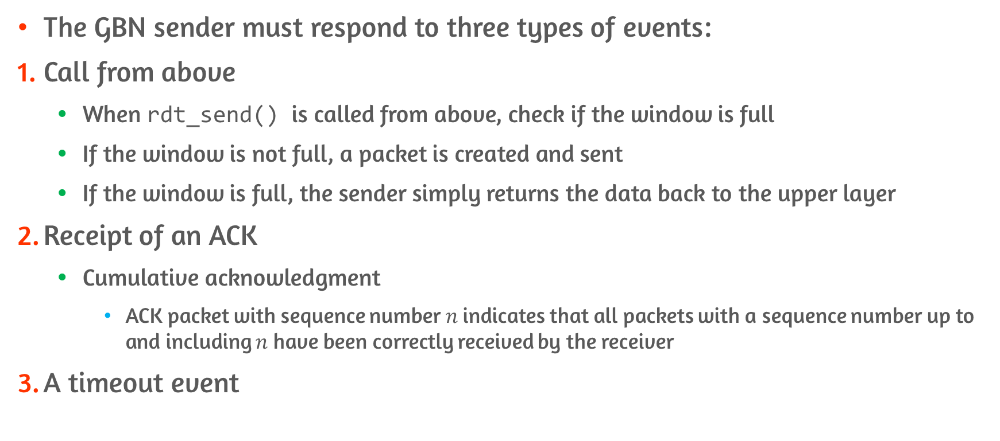 • The GBN sender must respond to three types of events:
1. Call from above
• When rdt_send() is called from above, check if the window is full
• If the window is not full, a packet is created and sent
• If the window is full, the sender simply returns the data back to the upper layer
2. Receipt of an ACK
• Cumulative acknowledgment
• ACK packet with sequence number n indicates that all packets with a sequence number up to
and including n have been correctly received by the receiver
3. A timeout event